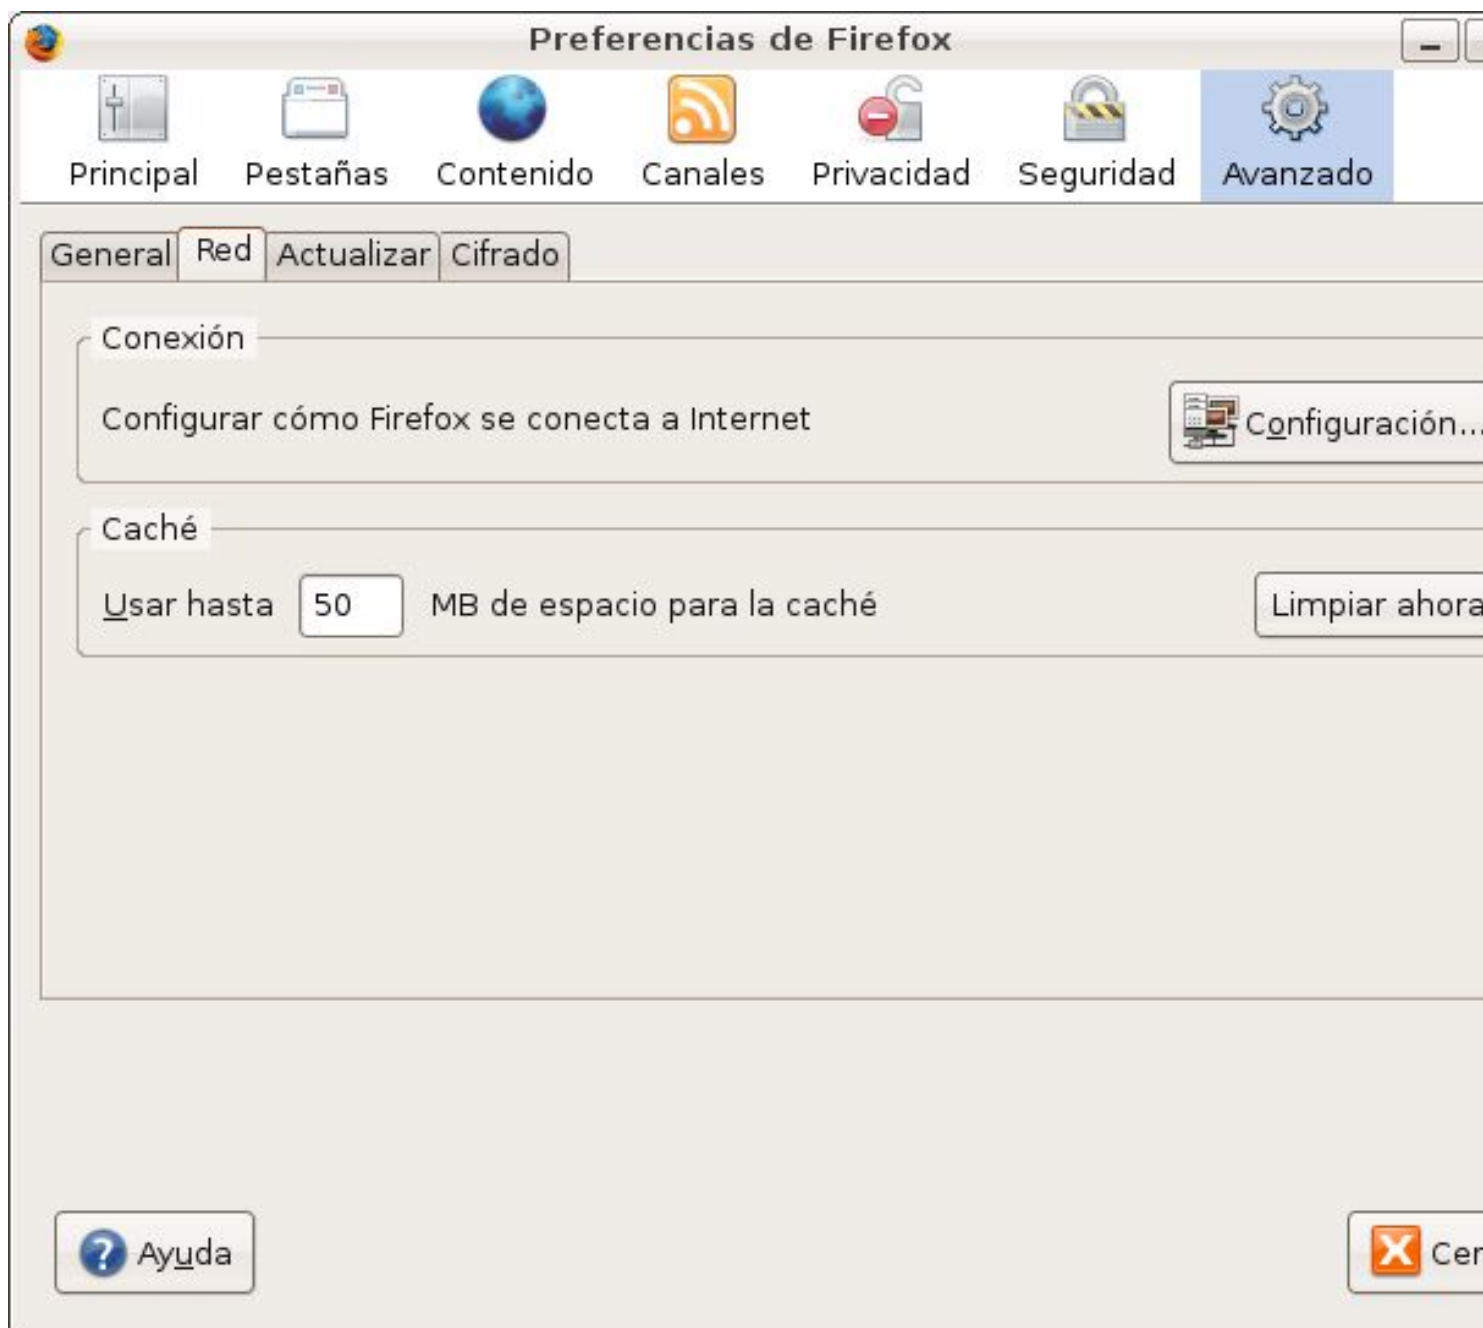 Preferencias de Firefox
Principal Pestañas Contenido Canales Privacidad Seguridad Avanzado
General Red Actualizar Cifrado
Conexión
Configurar cómo Firefox se conecta a Internet Configuración...
Caché
Usar hasta 50 MB de espacio para la caché Limpiar ahora
Ayuda Cer